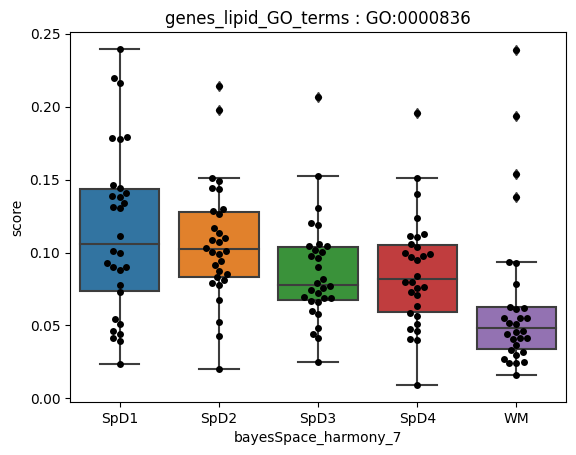 genes_lipid_GO_terms : GO:0000836
0.25
0.20
0.15
0.10
0.05
0.00
score
SpD1 SpD2 SpD3 SpD4 WM
bayesSpace_harmony_7